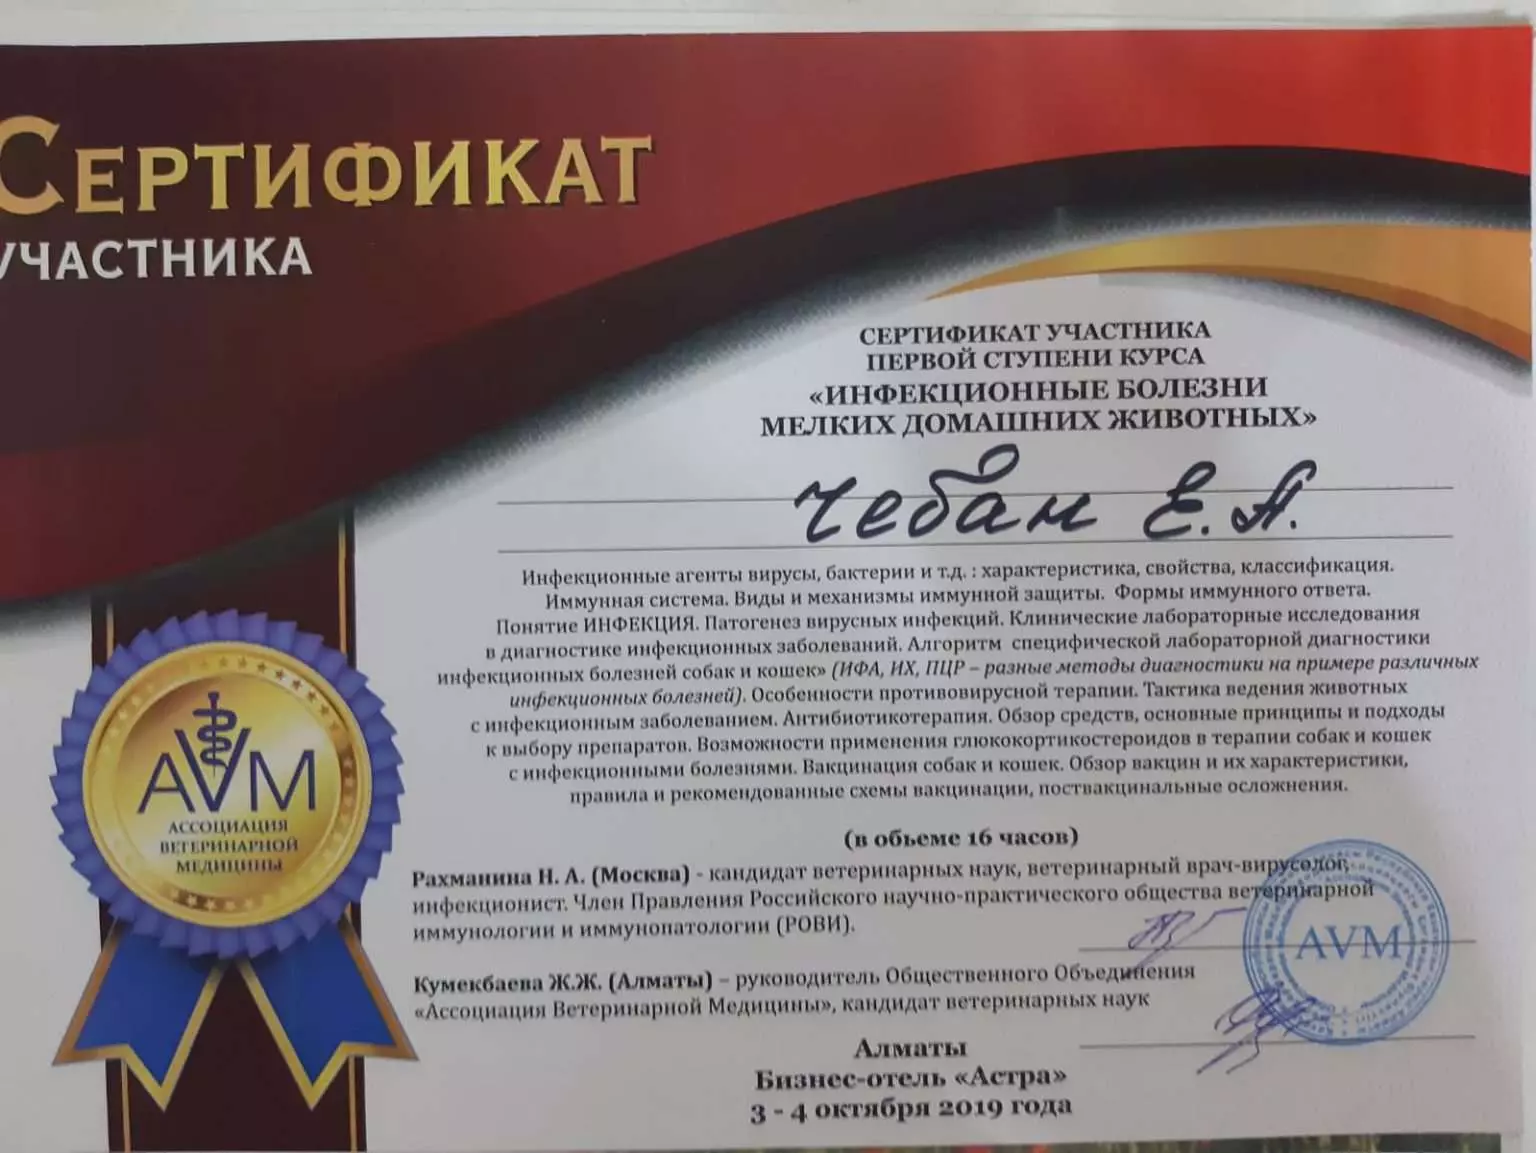 СЕРТИФИКАТ
УЧАСТНИКА
СЕРТИФИКАТ УЧАСТНИКА
ПЕРВОЙ СТУПЕНИ КУРСА
«ИНФЕКЦИОННЫЕ БОЛЕЗНИ
МЕЛКИХ ДОМАШНИХ ЖИВОТНЫХ»
Чебан Е. А.
Инфекционные агенты вирусы, бактерии и т.д. : характеристика, свойства, классификация.
Иммунная система. Виды и механизмы иммунной защиты. Формы иммунного ответа.
Понятие ИНФЕКЦИЯ. Патогенез вирусных инфекций. Клинические лабораторные исследования
в диагностике инфекционных заболеваний. Алгоритм специфической лабораторной диагностики
инфекционных болезней собак и кошек» (ИФА, ИХ, ПЦР – разные методы диагностики на примере различных
инфекционных болезней). Особенности противовирусной терапии. Тактика ведения животных
с инфекционным заболеванием. Антибиотикотерапия. Обзор средств, основные принципы и подходы
к выбору препаратов. Возможности применения глюкокортикостероидов в терапии собак и кошек
с инфекционными болезнями. Вакцинация собак и кошек. Обзор вакцин и их характеристики,
правила и рекомендованные схемы вакцинации, поствакцинальные осложнения.
(в обьеме 16 часов)
Рахманина Н. А. (Москва) - кандидат ветеринарных наук, ветеринарный врач-вирусолог,
инфекционист. Член Правления Российского научно-практического общества ветеринарной
иммунологии и иммунопатологии (РОВИ).
Кумекбаева Ж.Ж. (Алматы) – руководитель Общественного Объединения
«Ассоциация Ветеринарной Медицины», кандидат ветеринарных наук
Алматы
Бизнес-отель «Астра»
3 - 4 октября 2019 года
AVM
АССОЦИАЦИЯ
ВЕТЕРИНАРНОЙ
МЕДИЦИНЫ
AVM